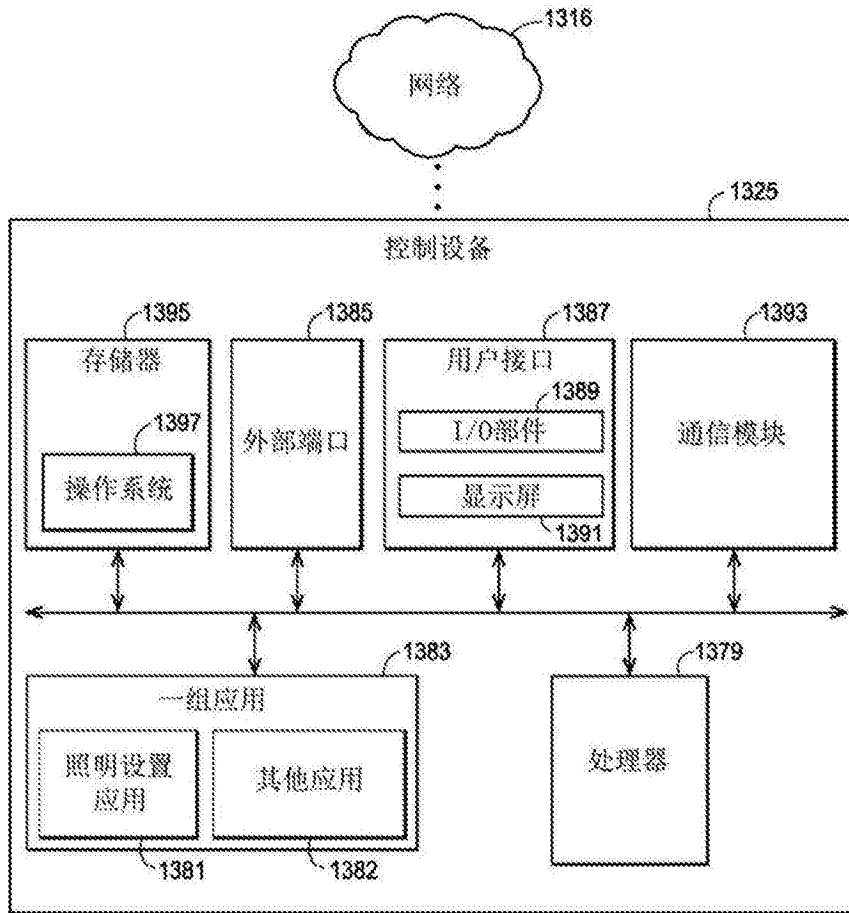 1316
网络
1325
控制设备
1395
1385
1387
1393
存储器
用户接口
1389
1397
外部端口
I/O部件
通信模块
操作系统
显示屏
1391
1383
1379
一组应用
照明设置
应用
其他应用
处理器
1381
1382